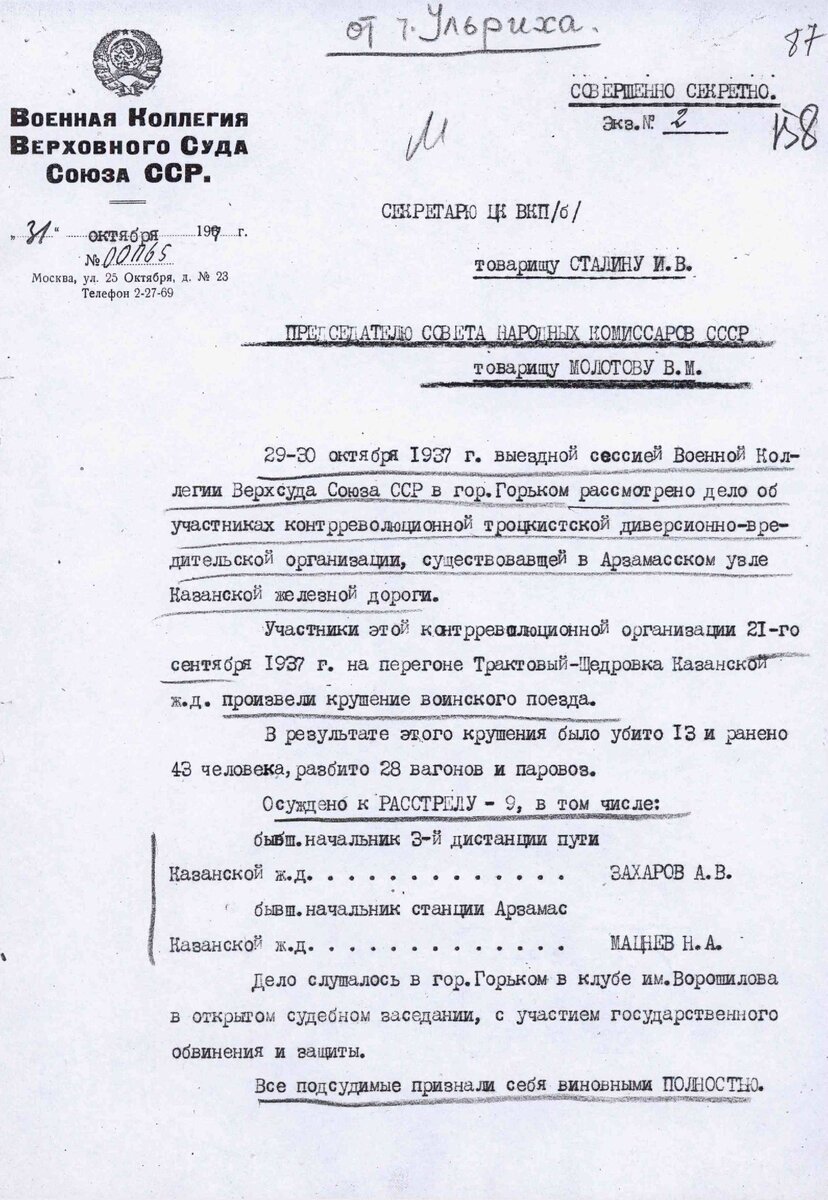 от т. Ульриха.
87
СОВЕРШЕННО СЕКРЕТНО.
Экз.№ 2
158
ВОЕННАЯ КОЛЛЕГИЯ
ВЕРХОВНОГО СУДА
СОЮЗА ССР.
„31" октября 1937 г.
№ 001165
Москва, ул. 25 Октября, д. № 23
Телефон 2-27-69
СЕКРЕТАРЮ ЦК ВКП/б/
товарищу СТАЛИНУ И.В.
ПРЕДСЕДАТЕЛЮ СОВЕТА НАРОДНЫХ КОМИССАРОВ СССР
товарищу МОЛОТОВУ В.М.
29-30 октября 1937 г. выездной сессией Военной Кол-
легии Верхсуда Союза ССР в гор.Горьком рассмотрено дело об
участниках контрреволюционной троцкистской диверсионно-вре-
дительской организации, существовавшей в Арзамасском узле
Казанской железной дороги.
Участники этой контрреволюционной организации 21-го
сентября 1937 г. на перегоне Трактовый-Щедровка Казанской
ж.д. произвели крушение воинского поезда.
В результате этого крушения было убито 13 и ранено
43 человека, разбито 28 вагонов и паровоз.
Осуждено к РАССТРЕЛУ - 9, в том числе:
бывш.начальник 3-й дистанции пути
Казанской ж.д. . . . . . . . . . . . . . ЗАХАРОВ А.В.
бывш.начальник станции Арзамас
Казанской ж.д. . . . . . . . . . . . . . МАЦНЕВ Н.А.
Дело слушалось в гор.Горьком в клубе им.Ворошилова
в открытом судебном заседании, с участием государственного
обвинения и защиты.
Все подсудимые признали себя виновными ПОЛНОСТЬЮ.